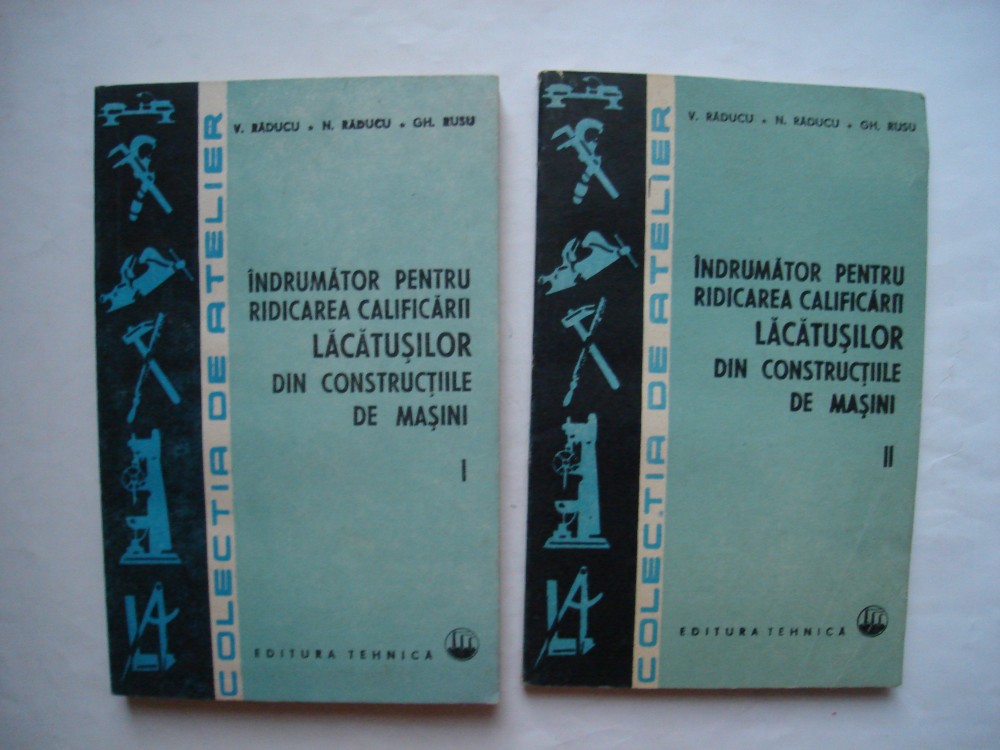 V. RĂDUCU • N. RĂDUCU • GH. RUSU
COLECȚIA DE ATELIER
ÎNDRUMĂTOR PENTRU
RIDICAREA CALIFICĂRII
LĂCĂTUȘILOR
DIN CONSTRUCȚIILE
DE MAȘINI
I
EDITURA TEHNICĂ
V. RĂDUCU • N. RĂDUCU • GH. RUSU
COLECȚIA DE ATELIER
ÎNDRUMĂTOR PENTRU
RIDICAREA CALIFICĂRII
LĂCĂTUȘILOR
DIN CONSTRUCȚIILE
DE MAȘINI
II
EDITURA TEHNICĂ